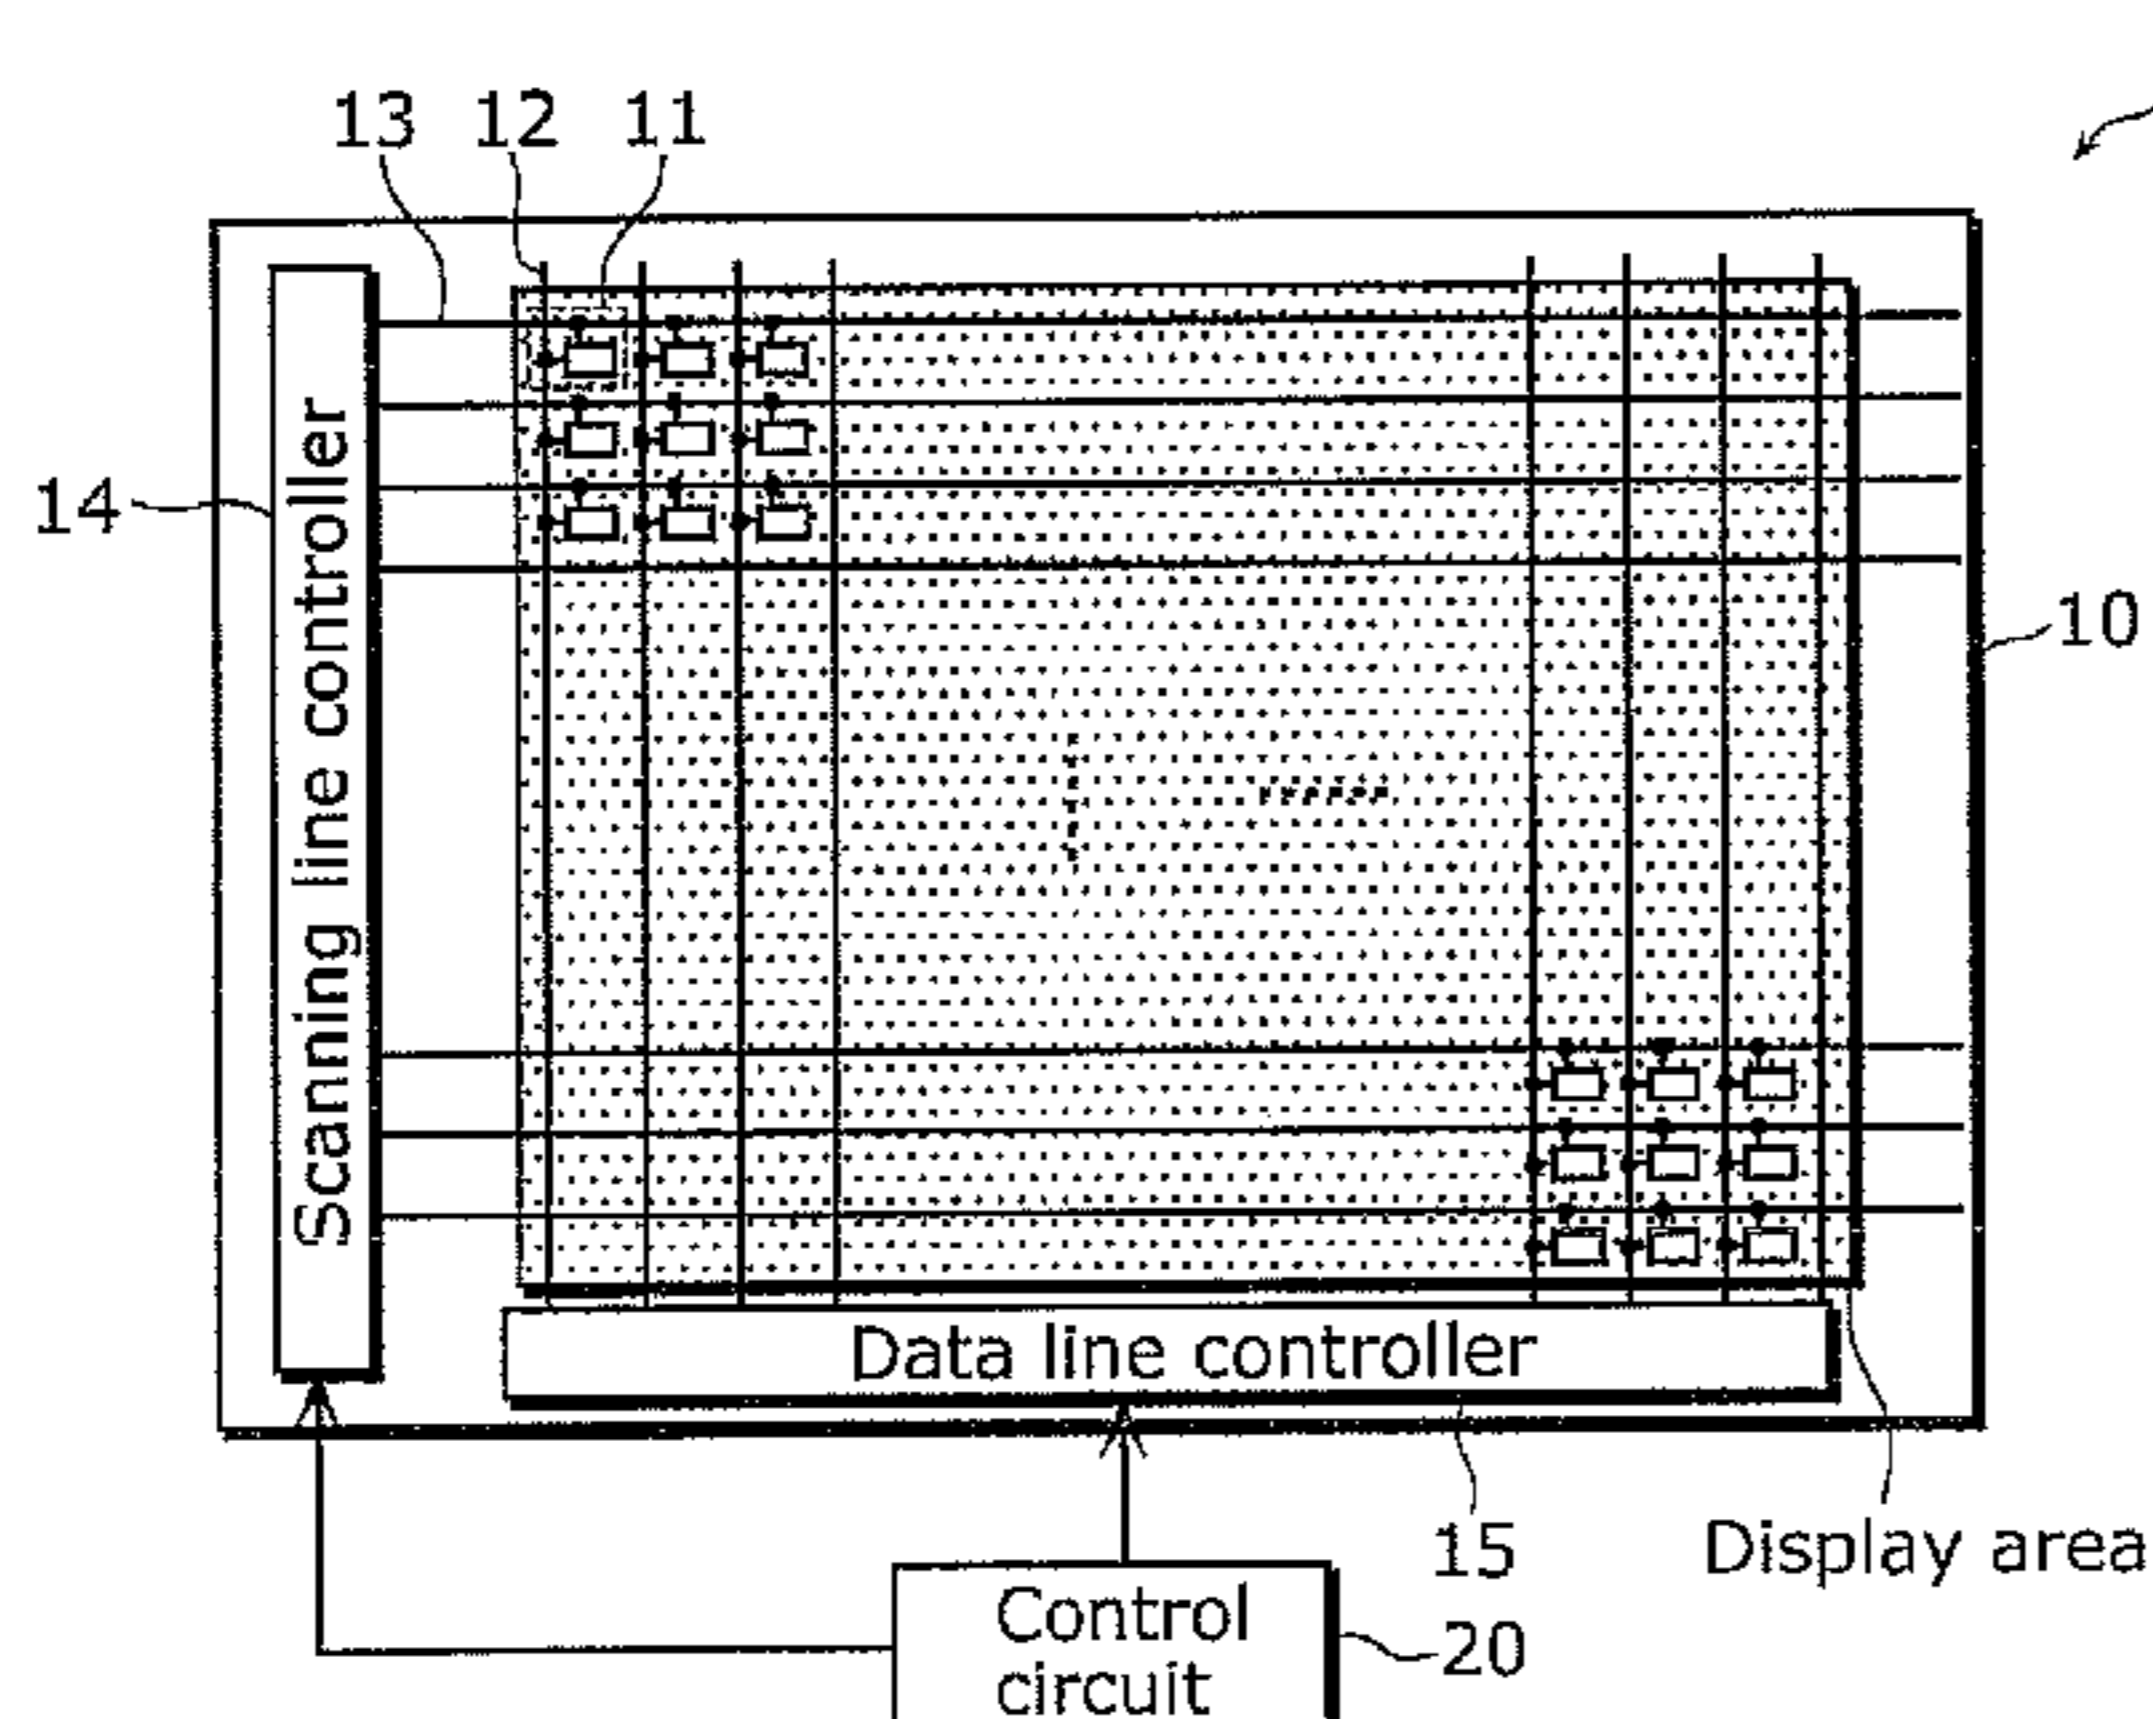 13 12 11
14
Scanning line controller
10
Data line controller
15
Display area
Control
circuit
20